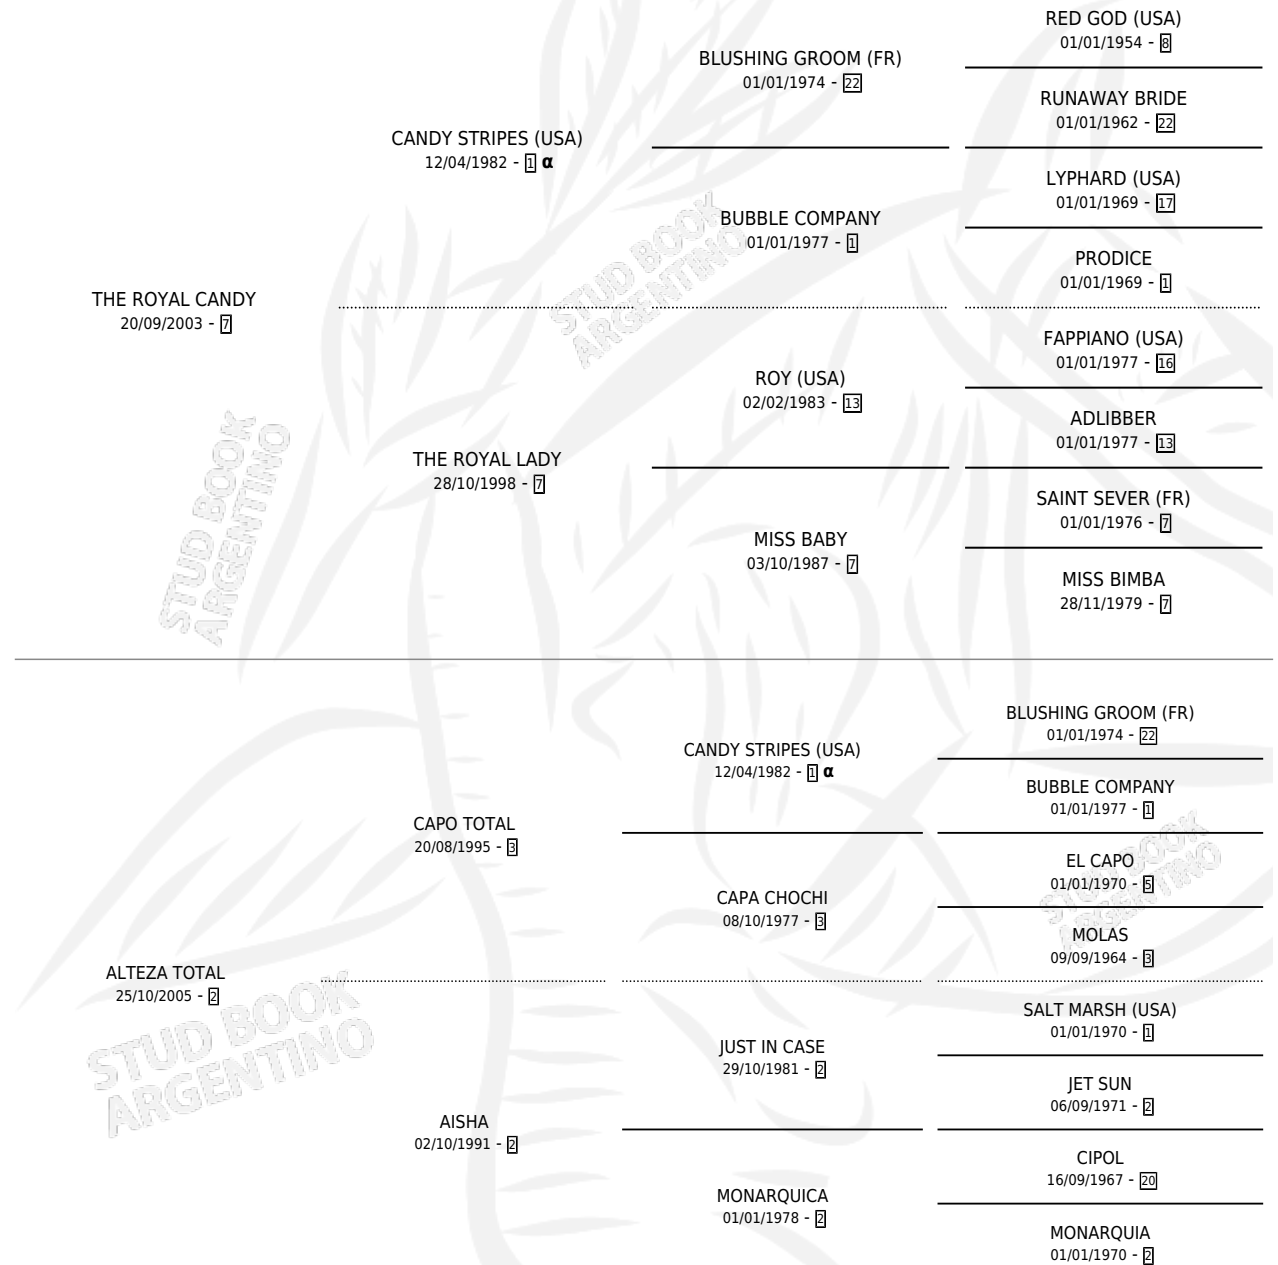 RED GOD (USA)
01/01/1954 - 8
BLUSHING GROOM (FR)
01/01/1974 - 22
RUNAWAY BRIDE
01/01/1962 - 22
CANDY STRIPES (USA)
12/04/1982 - 1 α
LYPHARD (USA)
01/01/1969 - 17
BUBBLE COMPANY
01/01/1977 - 1
PRODICE
01/01/1969 - 1
THE ROYAL CANDY
20/09/2003 - 7
STUD BOOK
ARGENTINO
FAPPIANO (USA)
01/01/1977 - 16
ROY (USA)
02/02/1983 - 13
ADLIBBER
01/01/1977 - 13
THE ROYAL LADY
28/10/1998 - 7
SAINT SEVER (FR)
01/01/1976 - 7
MISS BABY
03/10/1987 - 7
MISS BIMBA
28/11/1979 - 7
STUD BOOK
ARGENTINO
BLUSHING GROOM (FR)
01/01/1974 - 22
CANDY STRIPES (USA)
12/04/1982 - 1 α
BUBBLE COMPANY
01/01/1977 - 1
CAPO TOTAL
20/08/1995 - 3
EL CAPO
01/01/1970 - 5
CAPA CHOCHI
08/10/1977 - 3
MOLAS
09/09/1964 - 3
STUD BOOK
ARGENTINO
ALTEZA TOTAL
25/10/2005 - 2
SALT MARSH (USA)
01/01/1970 - 1
JUST IN CASE
29/10/1981 - 2
JET SUN
06/09/1971 - 2
STUD BOOK
ARGENTINO
AISHA
02/10/1991 - 2
CIPOL
16/09/1967 - 20
MONARQUICA
01/01/1978 - 2
MONARQUIA
01/01/1970 - 2